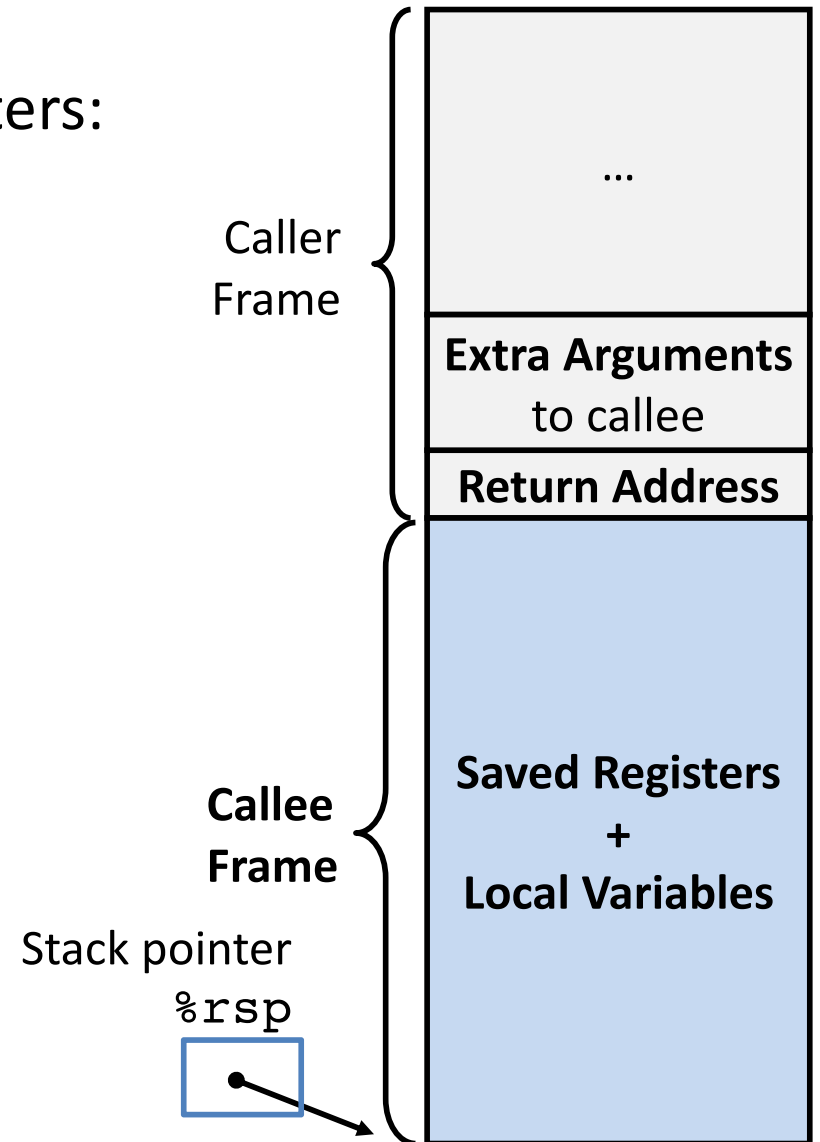 ters:
...
Caller
Frame
Extra Arguments
to callee
Return Address
Saved Registers
+
Local Variables
Callee
Frame
Stack pointer
%rsp